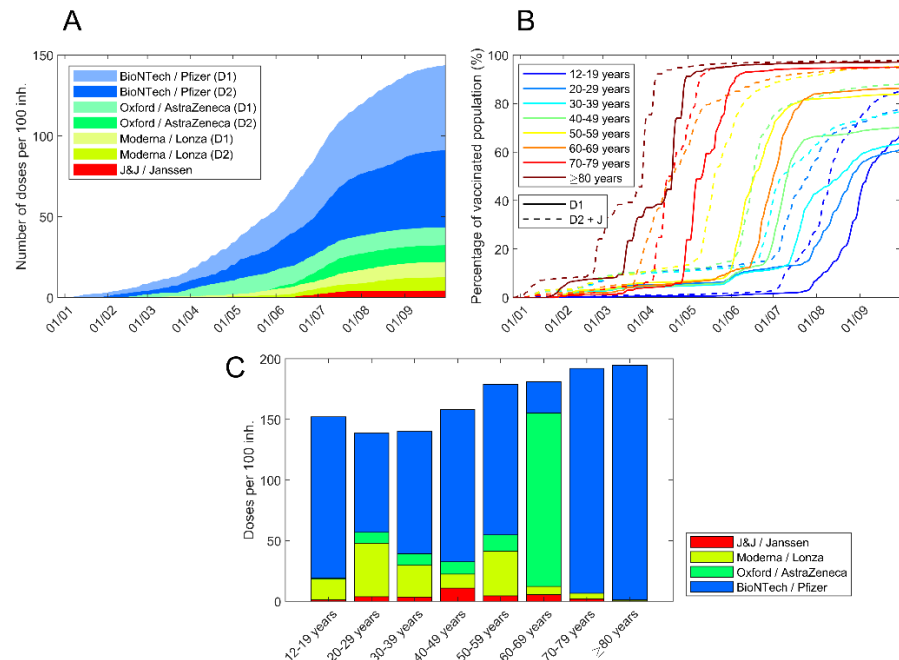 A
Number of doses per 100 inh.
150
100
50
0
BioNTech / Pfizer (D1)
BioNTech / Pfizer (D2)
Oxford / AstraZeneca (D1)
Oxford / AstraZeneca (D2)
Moderna / Lonza (D1)
Moderna / Lonza (D2)
J&J / Janssen
01/01
01/02
01/03
01/04
01/05
01/06
01/07
01/08
01/09
B
Percentage of vaccinated population (%)
100
80
60
40
20
0
12-19 years
20-29 years
30-39 years
40-49 years
50-59 years
60-69 years
70-79 years
≥80 years
D1
D2 + J
01/01
01/02
01/03
01/04
01/05
01/06
01/07
01/08
01/09
C
Doses per 100 inh.
200
150
100
50
0
12-19 years
20-29 years
30-39 years
40-49 years
50-59 years
60-69 years
70-79 years
≥80 years
J&J / Janssen
Moderna / Lonza
Oxford / AstraZeneca
BioNTech / Pfizer